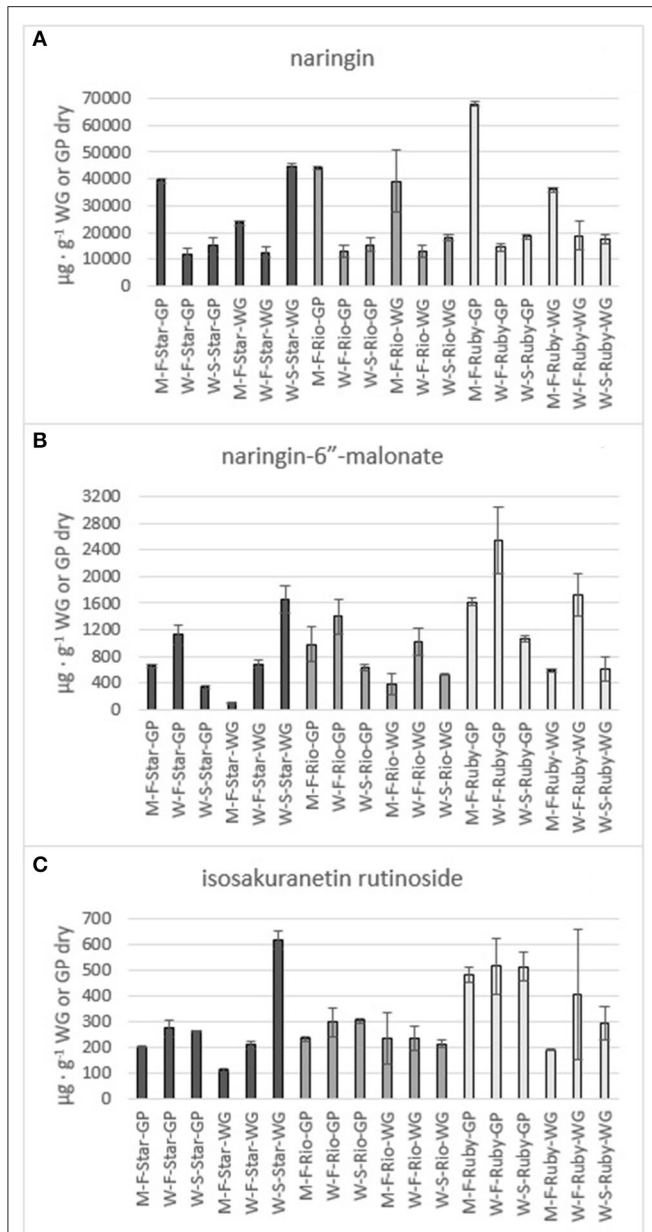 A
naringin
µg · g⁻¹ WG or GP dry
70000
60000
50000
40000
30000
20000
10000
0
M-F-Star-GP
W-F-Star-GP
W-S-Star-GP
M-F-Star-WG
W-F-Star-WG
W-S-Star-WG
M-F-Rio-GP
W-F-Rio-GP
W-S-Rio-GP
M-F-Rio-WG
W-F-Rio-WG
W-S-Rio-WG
M-F-Ruby-GP
W-F-Ruby-GP
W-S-Ruby-GP
M-F-Ruby-WG
W-F-Ruby-WG
W-S-Ruby-WG
B
naringin-6″-malonate
µg · g⁻¹ WG or GP dry
3200
2800
2400
2000
1600
1200
800
400
0
M-F-Star-GP
W-F-Star-GP
W-S-Star-GP
M-F-Star-WG
W-F-Star-WG
W-S-Star-WG
M-F-Rio-GP
W-F-Rio-GP
W-S-Rio-GP
M-F-Rio-WG
W-F-Rio-WG
W-S-Rio-WG
M-F-Ruby-GP
W-F-Ruby-GP
W-S-Ruby-GP
M-F-Ruby-WG
W-F-Ruby-WG
W-S-Ruby-WG
C
isosakuranetin rutinoside
µg · g⁻¹ WG or GP dry
700
600
500
400
300
200
100
0
M-F-Star-GP
W-F-Star-GP
W-S-Star-GP
M-F-Star-WG
W-F-Star-WG
W-S-Star-WG
M-F-Rio-GP
W-F-Rio-GP
W-S-Rio-GP
M-F-Rio-WG
W-F-Rio-WG
W-S-Rio-WG
M-F-Ruby-GP
W-F-Ruby-GP
W-S-Ruby-GP
M-F-Ruby-WG
W-F-Ruby-WG
W-S-Ruby-WG